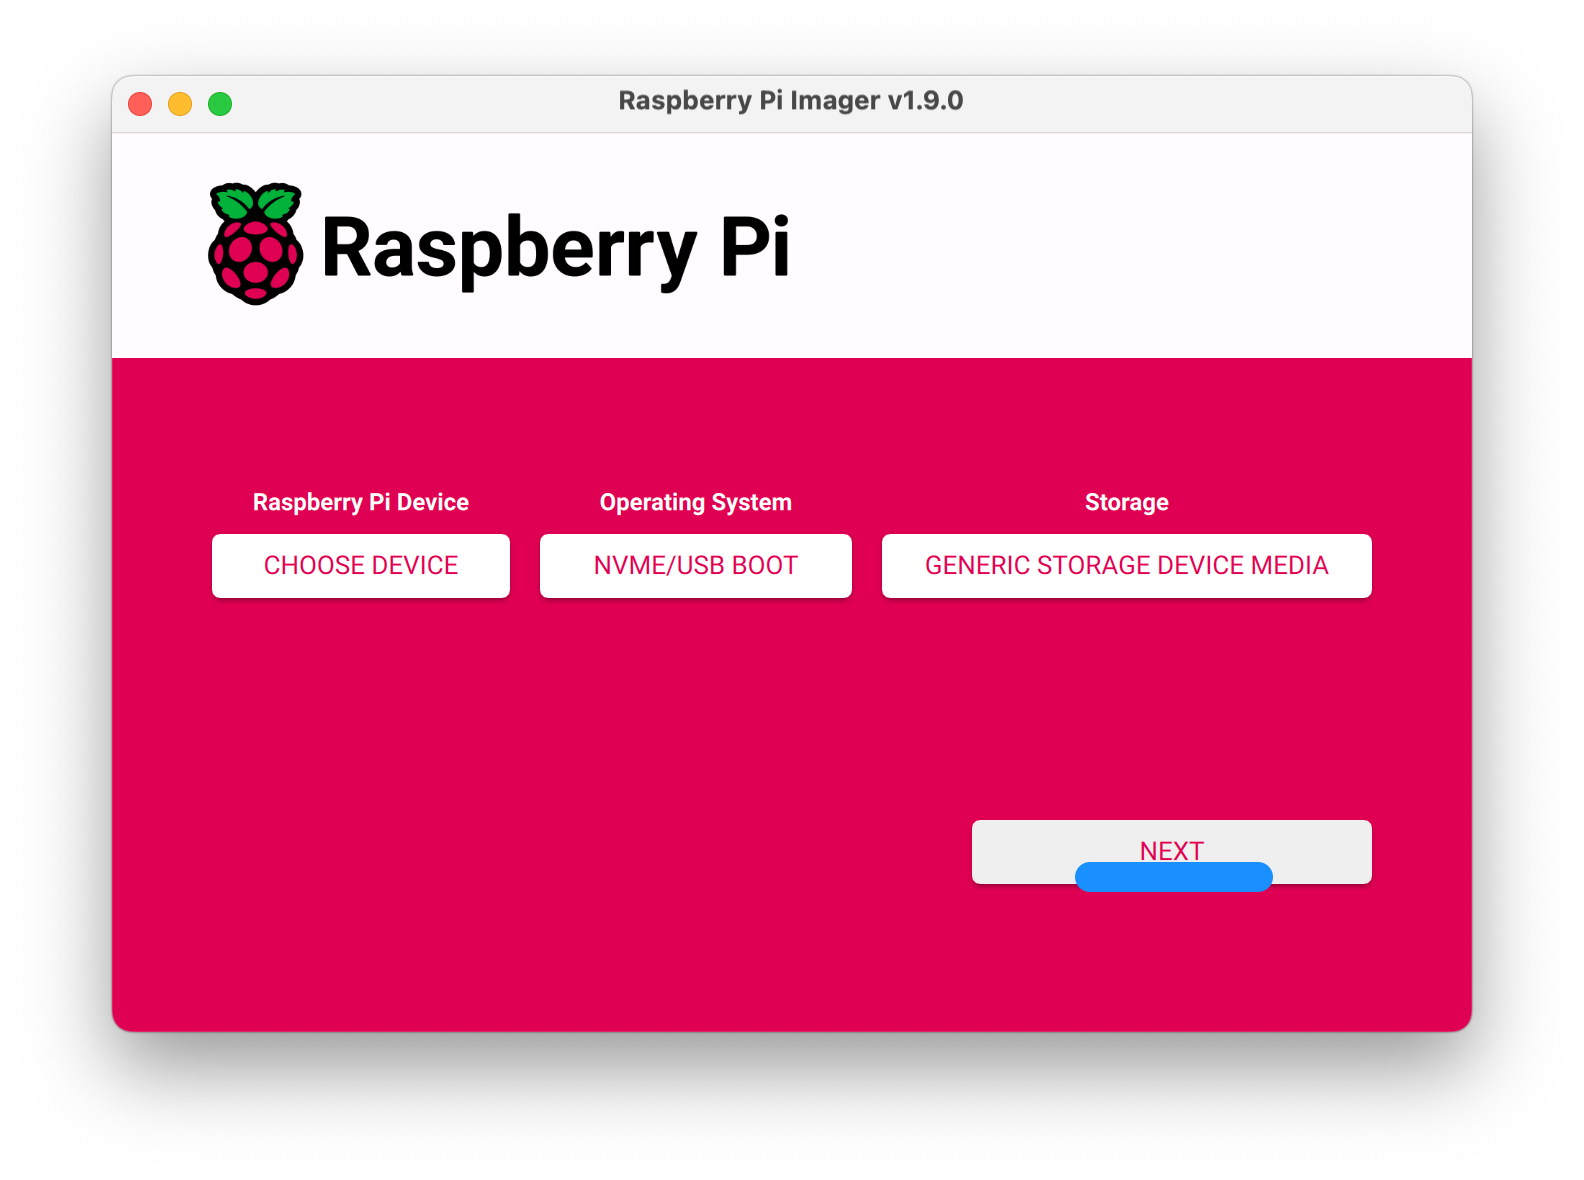 Raspberry Pi Imager v1.9.0
Raspberry Pi
Raspberry Pi Device
Operating System
Storage
CHOOSE DEVICE
NVME/USB BOOT
GENERIC STORAGE DEVICE MEDIA
NEXT